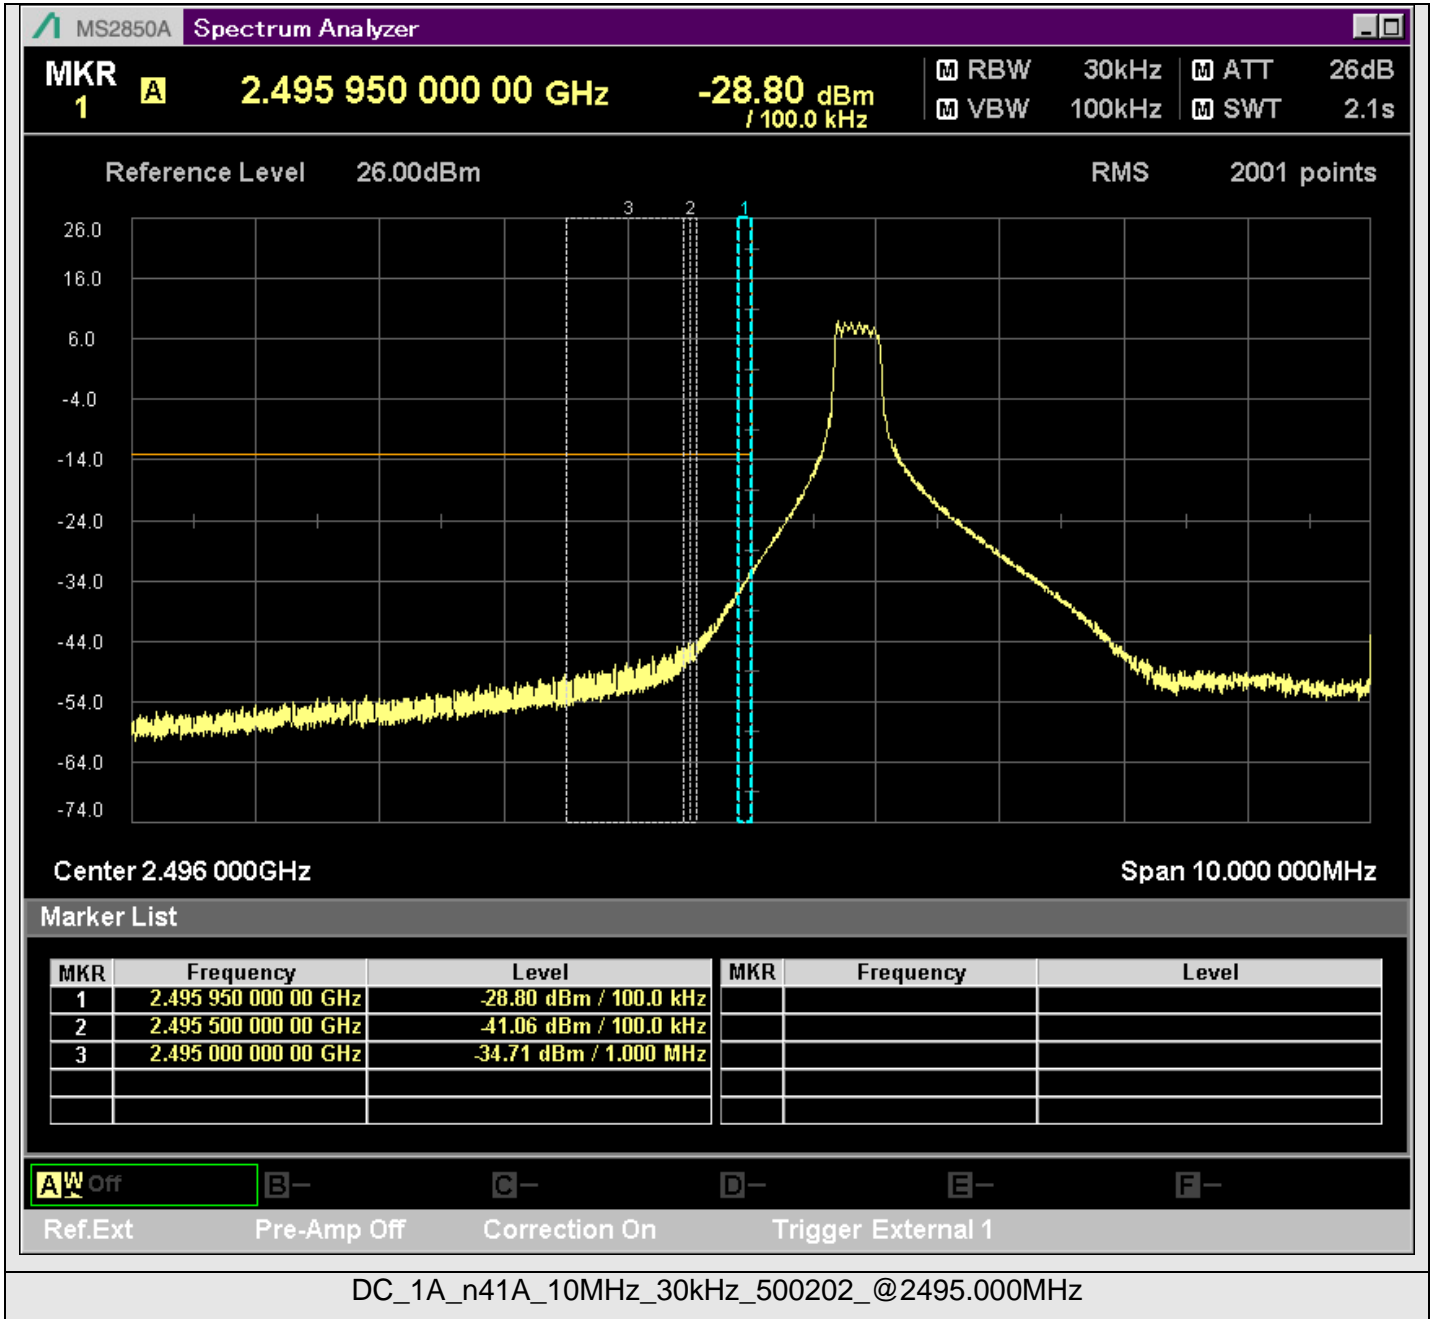 MS2850A Spectrum Analyzer
MKR 1 A 2.495 950 000 00 GHz -28.80 dBm / 100.0 kHz
M RBW 30kHz M ATT 26dB
M VBW 100kHz M SWT 2.1s
Reference Level 26.00dBm RMS 2001 points
3 2 1
26.0
16.0
6.0
-4.0
-14.0
-24.0
-34.0
-44.0
-54.0
-64.0
-74.0
Center 2.496 000GHz Span 10.000 000MHz
Marker List
MKR Frequency Level MKR Frequency Level
1 2.495 950 000 00 GHz -28.80 dBm / 100.0 kHz
2 2.495 500 000 00 GHz -41.06 dBm / 100.0 kHz
3 2.495 000 000 00 GHz -34.71 dBm / 1.000 MHz
A W Off B - C - D - E - F -
Ref.Ext Pre-Amp Off Correction On Trigger External 1
DC_1A_n41A_10MHz_30kHz_500202_@2495.000MHz